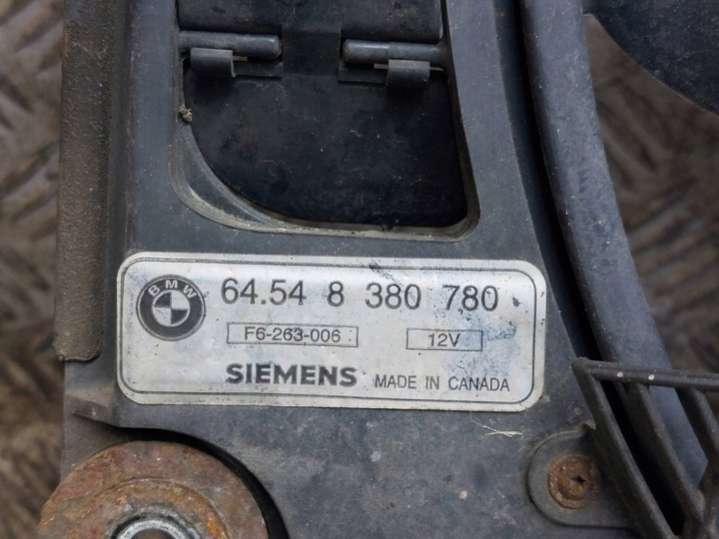 BMW
64.54 8 380 780
F6-263-006 12V
SIEMENS MADE IN CANADA